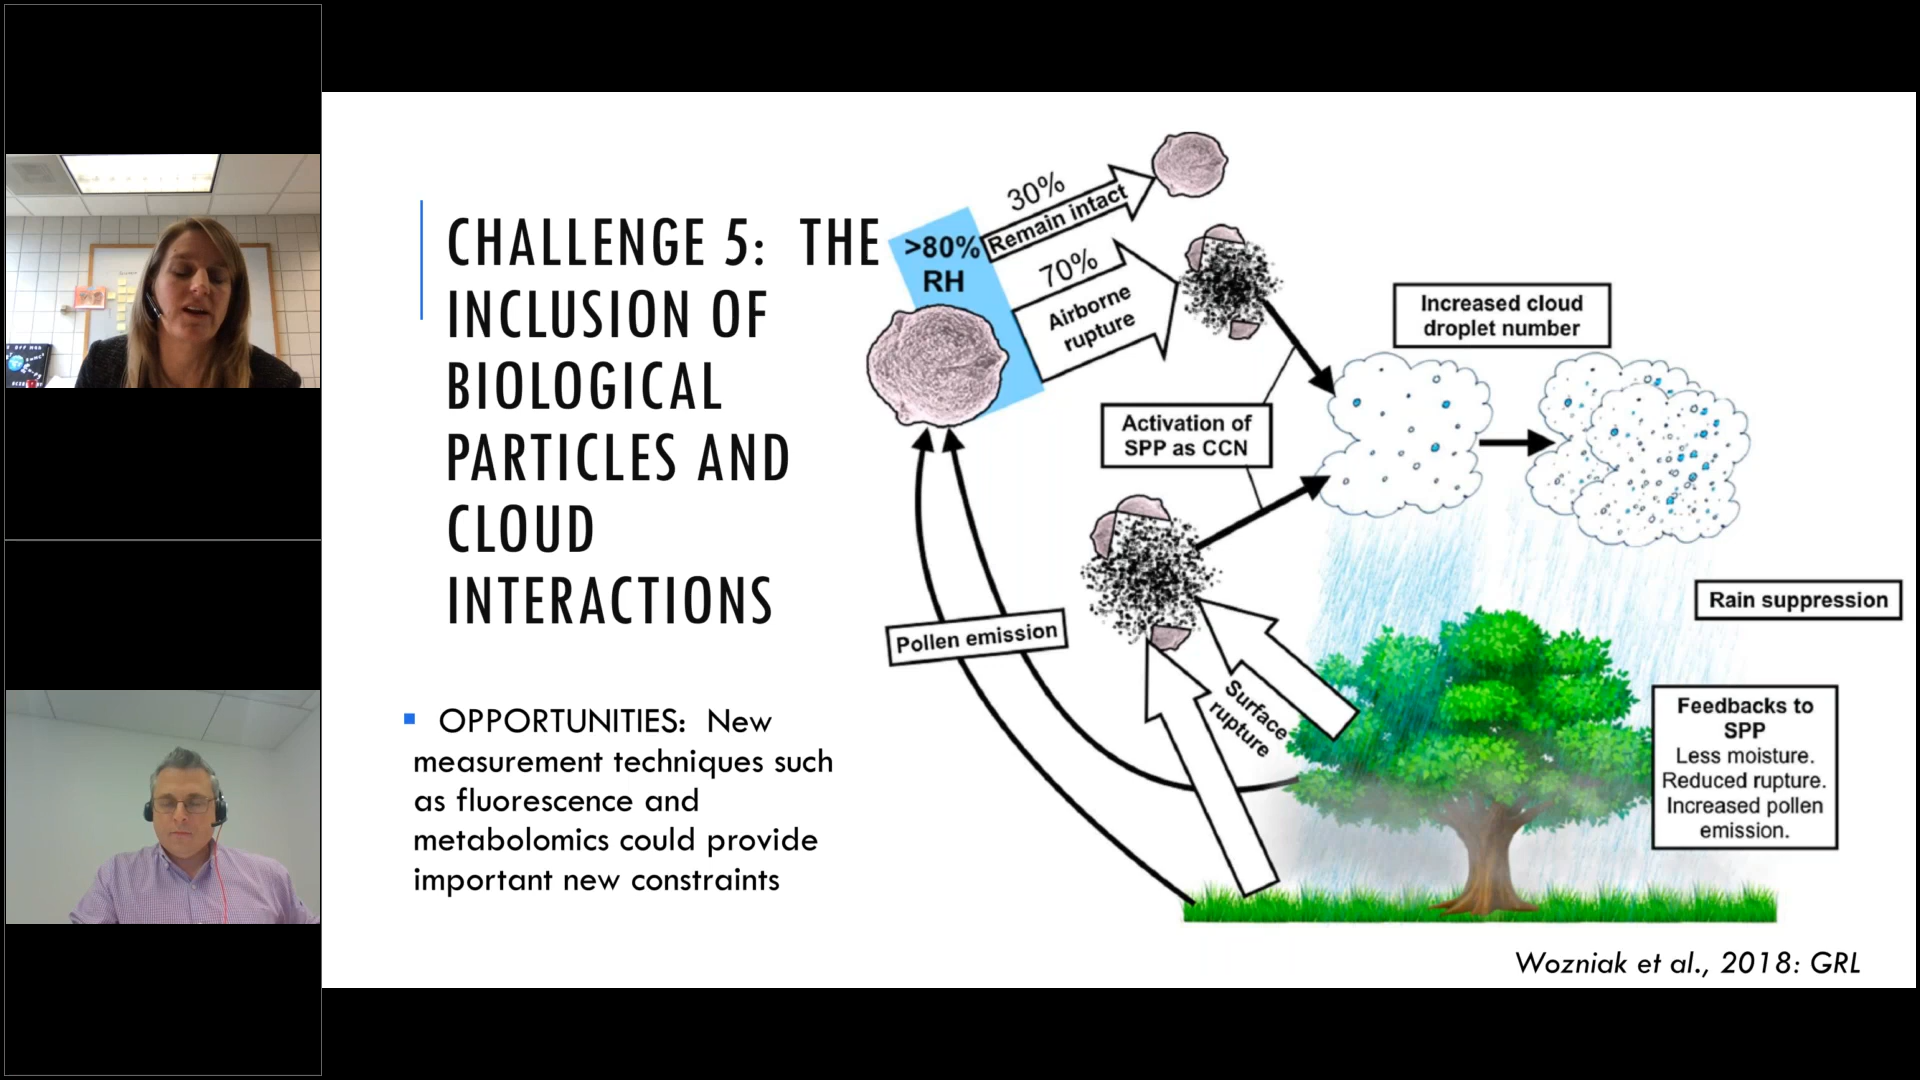 CHALLENGE 5: THE
INCLUSION OF
BIOLOGICAL
PARTICLES AND
CLOUD
INTERACTIONS
OPPORTUNITIES: New
measurement techniques such
as fluorescence and
metabolomics could provide
important new constraints
>80%
RH
30%
Remain intact
70%
Airborne
rupture
Increased cloud
droplet number
Activation of
SPP as CCN
Pollen emission
Surface
rupture
Rain suppression
Feedbacks to
SPP
Less moisture.
Reduced rupture.
Increased pollen
emission.
Wozniak et al., 2018: GRL